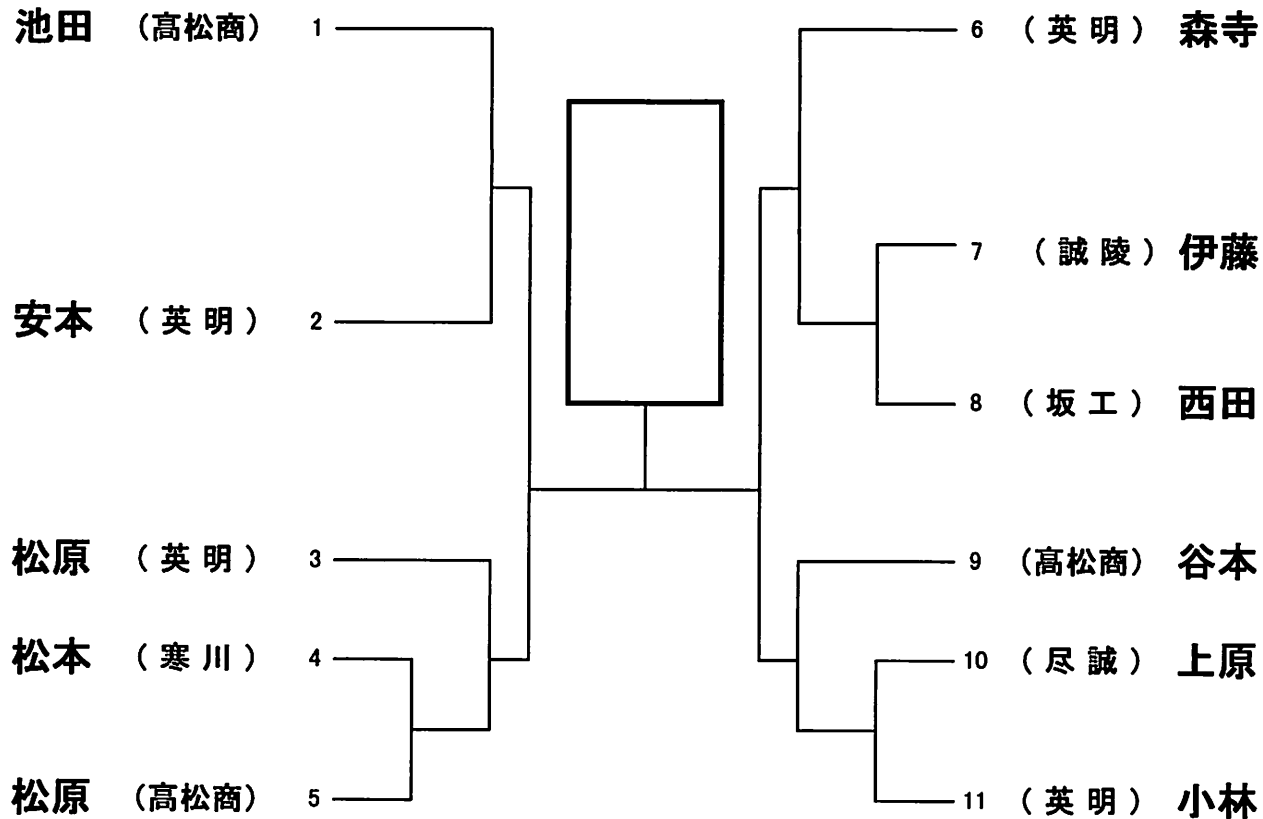 池田 (高松商) 1
安本 (英明) 2
松原 (英明) 3
松本 (寒川) 4
松原 (高松商) 5
6 (英明) 森寺
7 (誠陵) 伊藤
8 (坂工) 西田
9 (高松商) 谷本
10 (尽誠) 上原
11 (英明) 小林